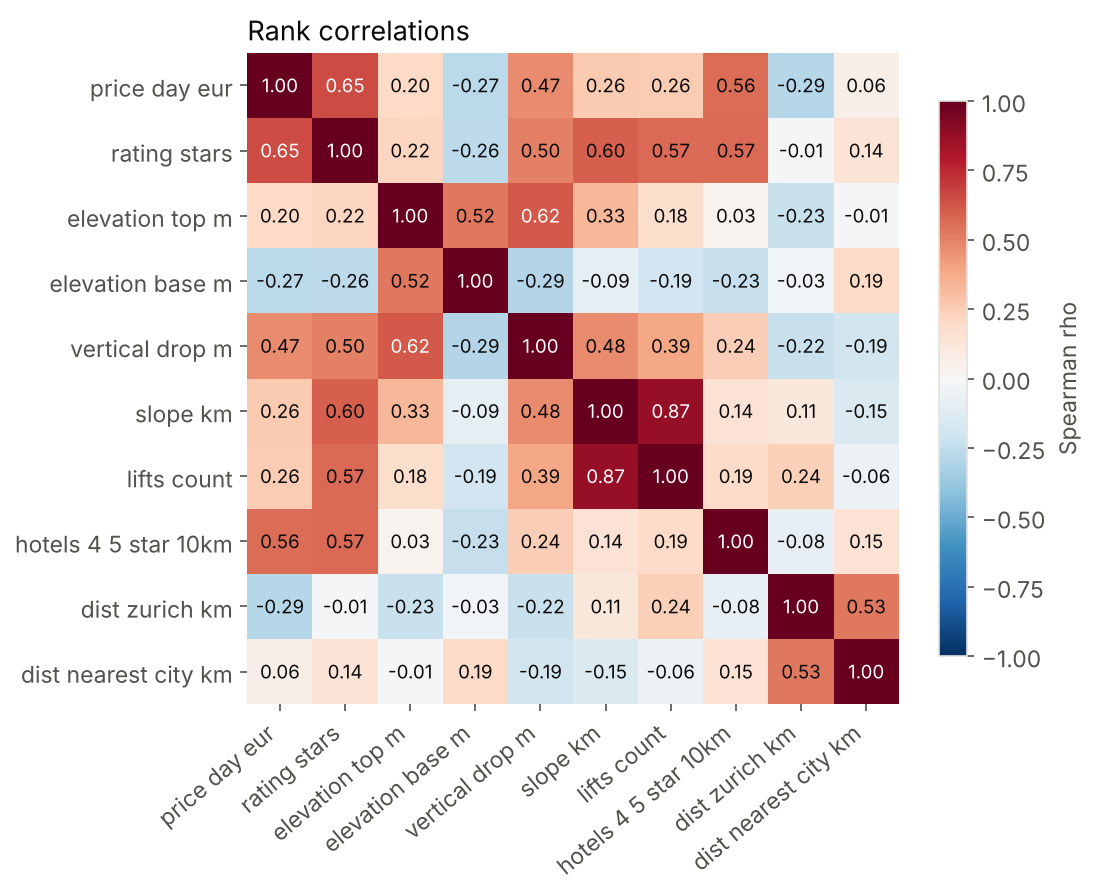 Rank correlations
price day eur 1.00 0.65 0.20 -0.27 0.47 0.26 0.26 0.56 -0.29 0.06
rating stars 0.65 1.00 0.22 -0.26 0.50 0.60 0.57 0.57 -0.01 0.14
elevation top m 0.20 0.22 1.00 0.52 0.62 0.33 0.18 0.03 -0.23 -0.01
elevation base m -0.27 -0.26 0.52 1.00 -0.29 -0.09 -0.19 -0.23 -0.03 0.19
vertical drop m 0.47 0.50 0.62 -0.29 1.00 0.48 0.39 0.24 -0.22 -0.19
slope km 0.26 0.60 0.33 -0.09 0.48 1.00 0.87 0.14 0.11 -0.15
lifts count 0.26 0.57 0.18 -0.19 0.39 0.87 1.00 0.19 0.24 -0.06
hotels 4 5 star 10km 0.56 0.57 0.03 -0.23 0.24 0.14 0.19 1.00 -0.08 0.15
dist zurich km -0.29 -0.01 -0.23 -0.03 -0.22 0.11 0.24 -0.08 1.00 0.53
dist nearest city km 0.06 0.14 -0.01 0.19 -0.19 -0.15 -0.06 0.15 0.53 1.00
price day eur
rating stars
elevation top m
elevation base m
vertical drop m
slope km
lifts count
hotels 4 5 star 10km
dist zurich km
dist nearest city km
1.00
0.75
0.50
0.25
0.00
−0.25
−0.50
−0.75
−1.00
Spearman rho